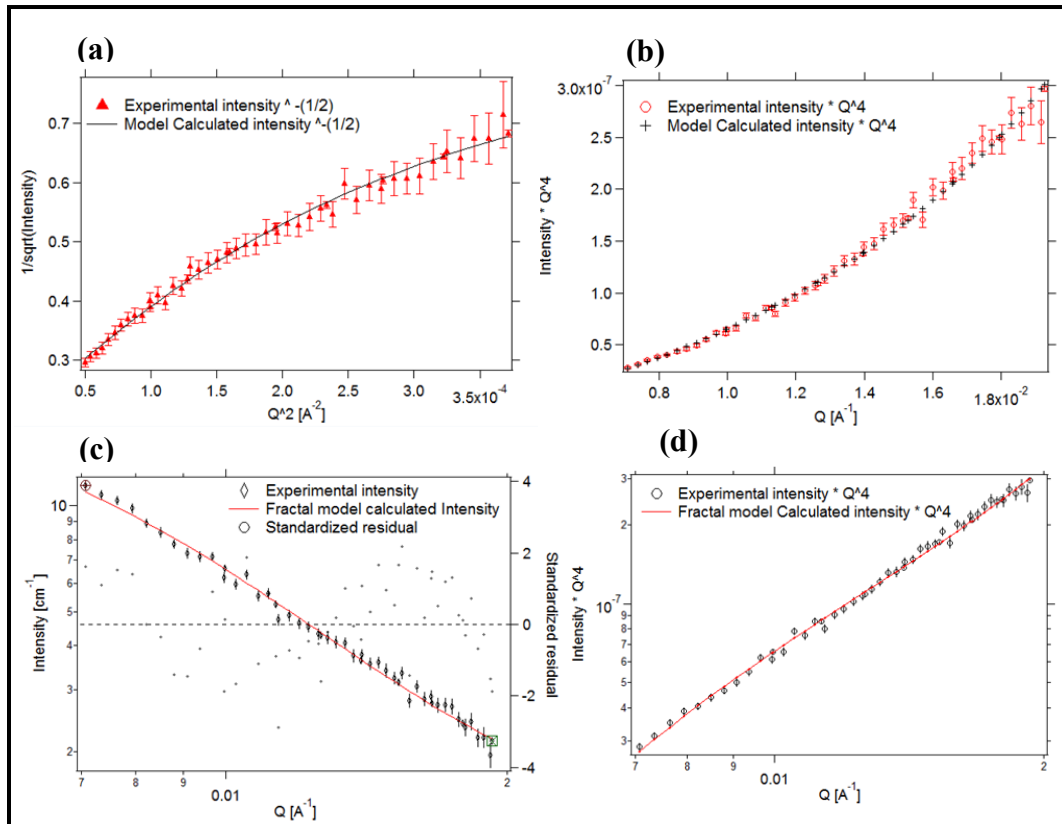 (a)
Experimental intensity ^ -(1/2)
Model Calculated intensity ^-(1/2)
1/sqrt(Intensity)
0.7
0.6
0.5
0.4
0.3
0.5 1.0 1.5 2.0 2.5 3.0 3.5x10⁻⁴
Q^2 [A⁻²]
(b)
Experimental intensity * Q^4
Model Calculated intensity * Q^4
Intensity * Q^4
3.0x10⁻⁷
2.5
2.0
1.5
1.0
0.5
0.8 1.0 1.2 1.4 1.6 1.8x10⁻²
Q [A⁻¹]
(c)
Experimental intensity
Fractal model calculated Intensity
Standardized residual
Intensity [cm⁻¹]
10
9
8
7
6
5
4
3
2
4
2
0
-2
-4
Standardized residual
7 8 9 0.01 2
Q [A⁻¹]
(d)
Experimental intensity * Q^4
Fractal model Calculated intensity * Q^4
Intensity * Q^4
3
2
10⁻⁷
9
8
7
6
5
4
3
7 8 9 0.01 2
Q [A⁻¹]